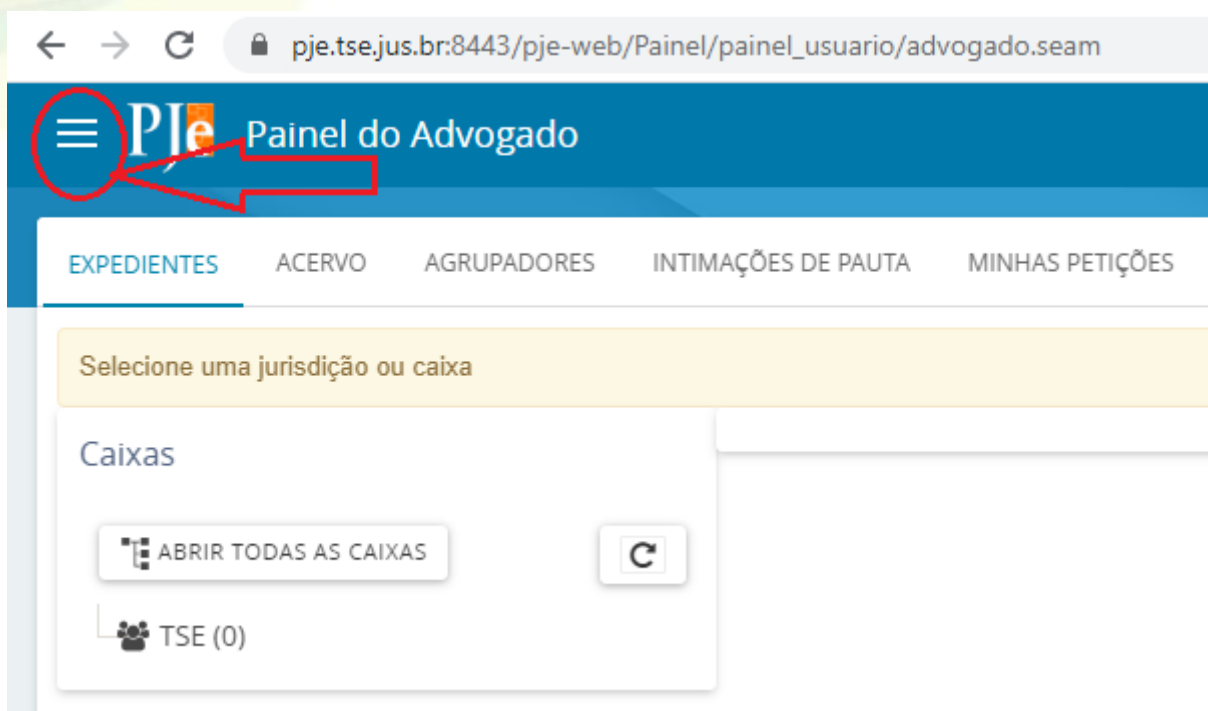 pje.tse.jus.br:8443/pje-web/Painel/painel_usuario/advogado.seam
PJe Painel do Advogado
EXPEDIENTES ACERVO AGRUPADORES INTIMAÇÕES DE PAUTA MINHAS PETIÇÕES
Selecione uma jurisdição ou caixa
Caixas
ABRIR TODAS AS CAIXAS
TSE (0)